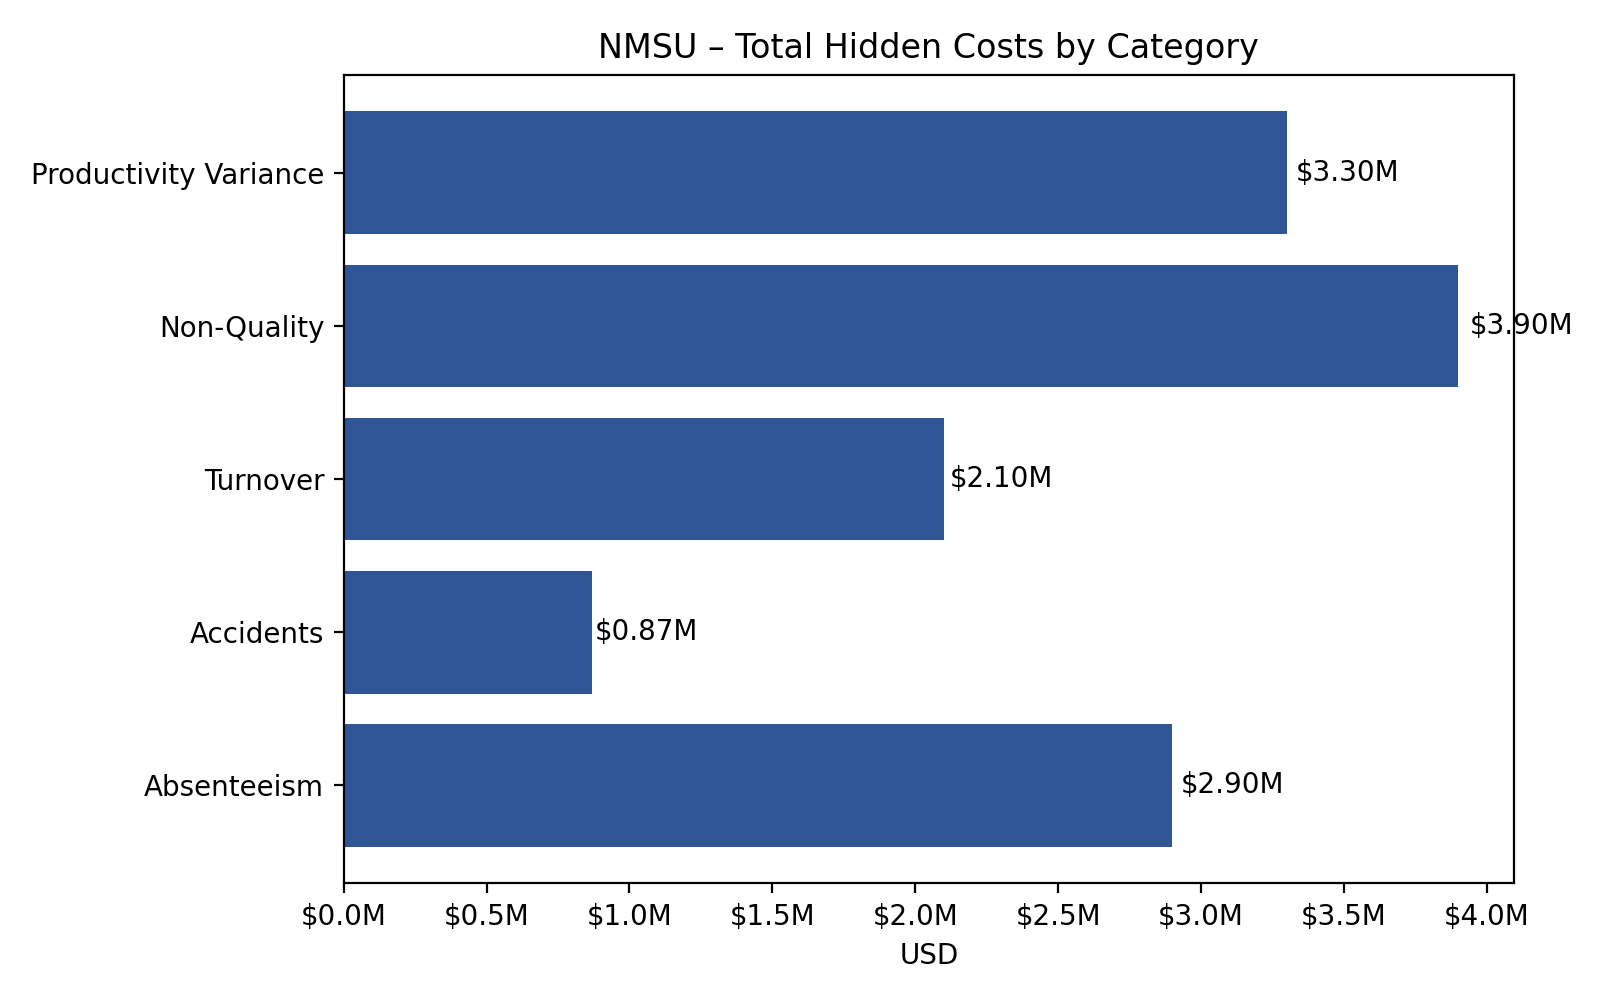 NMSU – Total Hidden Costs by Category
Productivity Variance
$3.30M
Non-Quality
$3.90M
Turnover
$2.10M
Accidents
$0.87M
Absenteeism
$2.90M
$0.0M $0.5M $1.0M $1.5M $2.0M $2.5M $3.0M $3.5M $4.0M
USD